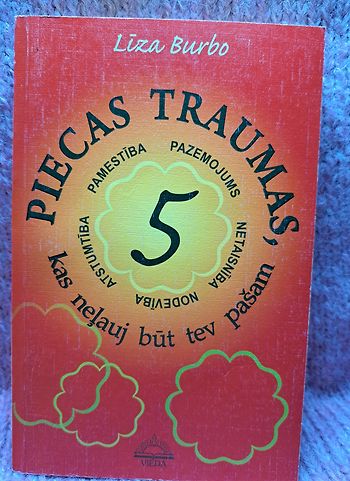 Līza Burbo
PIECAS TRAUMAS,
kas neļauj būt tev pašam
ATSTUMTĪBA PAMESTĪBA PAZEMOJUMS NETAISNĪBA NODEVĪBA
5
VIEDA